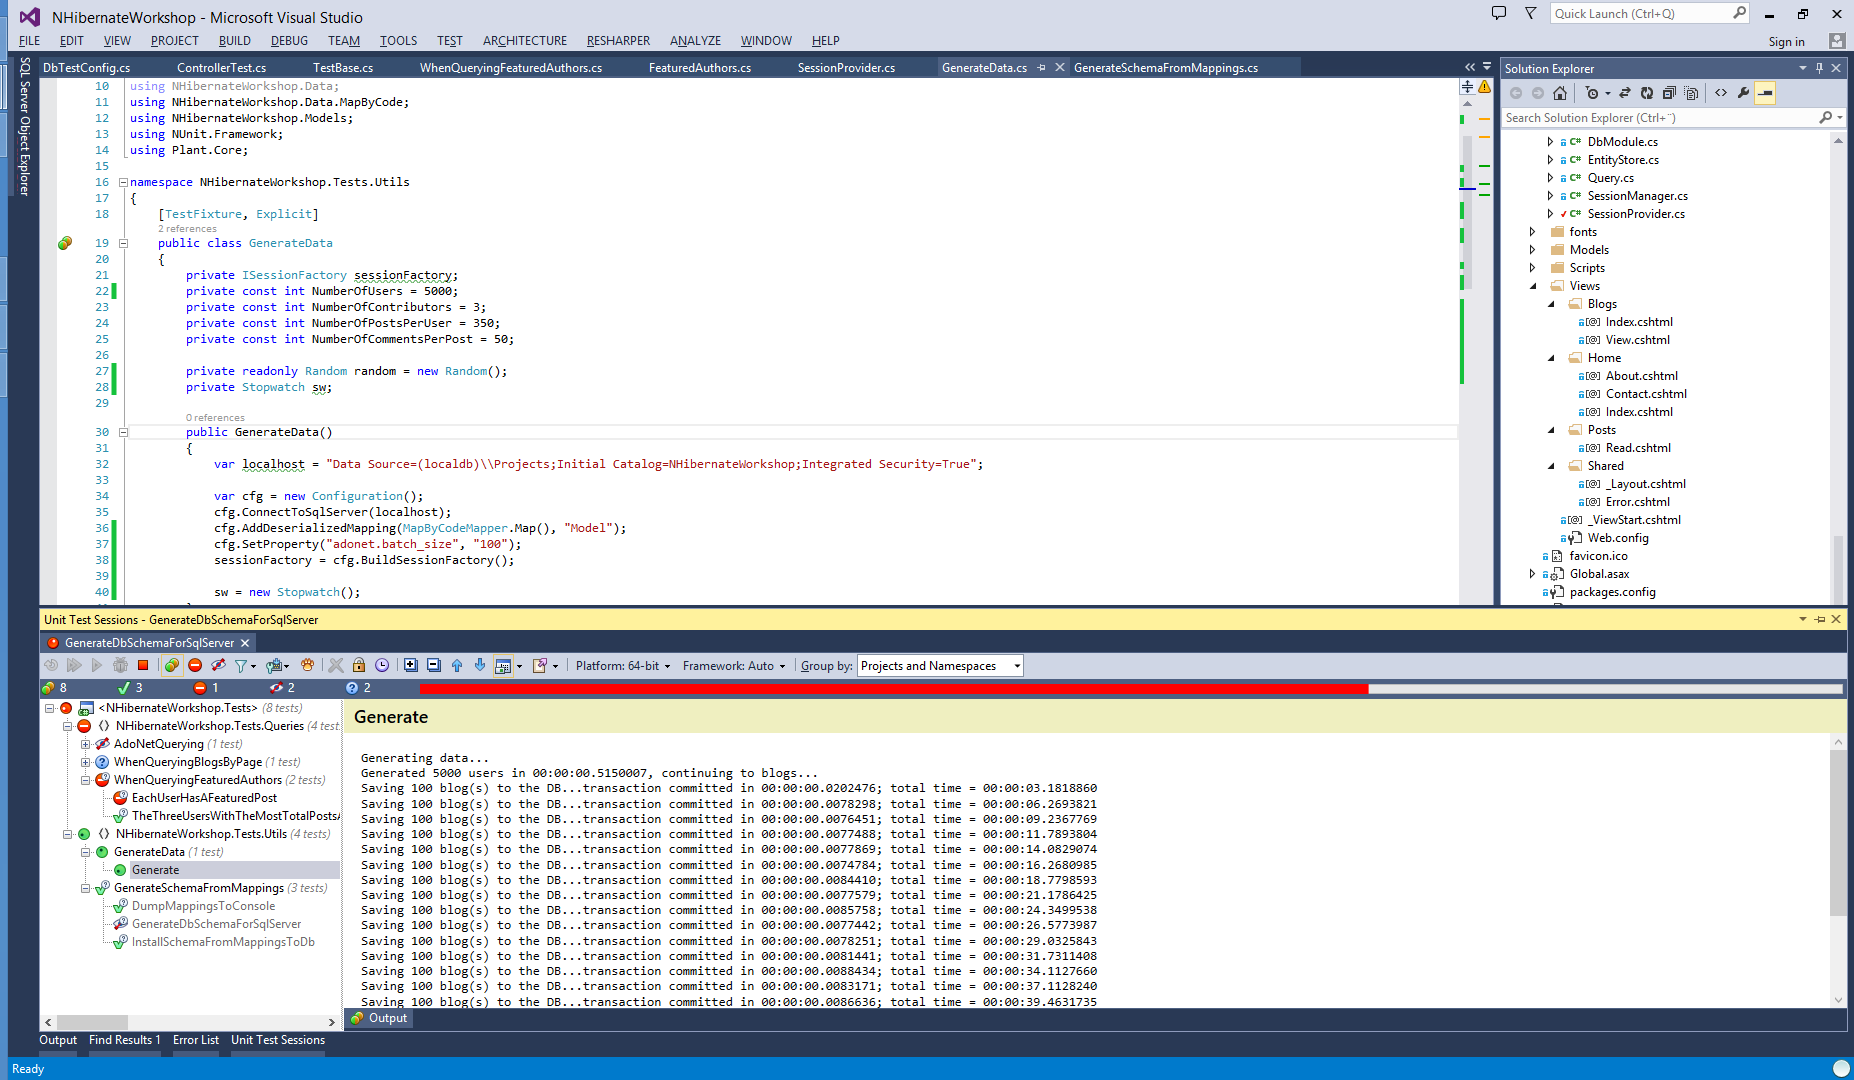 NHibernateWorkshop - Microsoft Visual Studio
Quick Launch (Ctrl+Q)
FILE EDIT VIEW PROJECT BUILD DEBUG TEAM TOOLS TEST ARCHITECTURE RESHARPER ANALYZE WINDOW HELP
Sign in
SQL Server Object Explorer
DbTestConfig.cs ControllerTest.cs TestBase.cs WhenQueryingFeaturedAuthors.cs FeaturedAuthors.cs SessionProvider.cs GenerateData.cs GenerateSchemaFromMappings.cs
10 using NHibernateWorkshop.Data;
11 using NHibernateWorkshop.Data.MapByCode;
12 using NHibernateWorkshop.Models;
13 using NUnit.Framework;
14 using Plant.Core;
15
16 namespace NHibernateWorkshop.Tests.Utils
17 {
18 [TestFixture, Explicit]
2 references
19 public class GenerateData
20 {
21 private ISessionFactory sessionFactory;
22 private const int NumberOfUsers = 5000;
23 private const int NumberOfContributors = 3;
24 private const int NumberOfPostsPerUser = 350;
25 private const int NumberOfCommentsPerPost = 50;
26
27 private readonly Random random = new Random();
28 private Stopwatch sw;
29
0 references
30 public GenerateData()
31 {
32 var localhost = "Data Source=(localdb)\\Projects;Initial Catalog=NHibernateWorkshop;Integrated Security=True";
33
34 var cfg = new Configuration();
35 cfg.ConnectToSqlServer(localhost);
36 cfg.AddDeserializedMapping(MapByCodeMapper.Map(), "Model");
37 cfg.SetProperty("adonet.batch_size", "100");
38 sessionFactory = cfg.BuildSessionFactory();
39
40 sw = new Stopwatch();
Solution Explorer
Search Solution Explorer (Ctrl+¨)
C# DbModule.cs
C# EntityStore.cs
C# Query.cs
C# SessionManager.cs
C# SessionProvider.cs
fonts
Models
Scripts
Views
Blogs
[@] Index.cshtml
[@] View.cshtml
Home
[@] About.cshtml
[@] Contact.cshtml
[@] Index.cshtml
Posts
[@] Read.cshtml
Shared
[@] _Layout.cshtml
[@] Error.cshtml
[@] _ViewStart.cshtml
Web.config
favicon.ico
Global.asax
packages.config
Unit Test Sessions - GenerateDbSchemaForSqlServer
GenerateDbSchemaForSqlServer
Platform: 64-bit Framework: Auto Group by: Projects and Namespaces
8 3 1 2 2
<NHibernateWorkshop.Tests> (8 tests)
NHibernateWorkshop.Tests.Queries (4 test
AdoNetQuerying (1 test)
WhenQueryingBlogsByPage (1 test)
WhenQueryingFeaturedAuthors (2 tests)
EachUserHasAFeaturedPost
TheThreeUsersWithTheMostTotalPostsA
NHibernateWorkshop.Tests.Utils (4 tests)
GenerateData (1 test)
Generate
GenerateSchemaFromMappings (3 tests)
DumpMappingsToConsole
GenerateDbSchemaForSqlServer
InstallSchemaFromMappingsToDb
Generate
Generating data...
Generated 5000 users in 00:00:00.5150007, continuing to blogs...
Saving 100 blog(s) to the DB...transaction committed in 00:00:00.0202476; total time = 00:00:03.1818860
Saving 100 blog(s) to the DB...transaction committed in 00:00:00.0078298; total time = 00:00:06.2693821
Saving 100 blog(s) to the DB...transaction committed in 00:00:00.0076451; total time = 00:00:09.2367769
Saving 100 blog(s) to the DB...transaction committed in 00:00:00.0077488; total time = 00:00:11.7893804
Saving 100 blog(s) to the DB...transaction committed in 00:00:00.0077869; total time = 00:00:14.0829074
Saving 100 blog(s) to the DB...transaction committed in 00:00:00.0074784; total time = 00:00:16.2680985
Saving 100 blog(s) to the DB...transaction committed in 00:00:00.0084410; total time = 00:00:18.7798593
Saving 100 blog(s) to the DB...transaction committed in 00:00:00.0077579; total time = 00:00:21.1786425
Saving 100 blog(s) to the DB...transaction committed in 00:00:00.0085758; total time = 00:00:24.3499538
Saving 100 blog(s) to the DB...transaction committed in 00:00:00.0077442; total time = 00:00:26.5773987
Saving 100 blog(s) to the DB...transaction committed in 00:00:00.0078251; total time = 00:00:29.0325843
Saving 100 blog(s) to the DB...transaction committed in 00:00:00.0081441; total time = 00:00:31.7311408
Saving 100 blog(s) to the DB...transaction committed in 00:00:00.0088434; total time = 00:00:34.1127660
Saving 100 blog(s) to the DB...transaction committed in 00:00:00.0083171; total time = 00:00:37.1128240
Saving 100 blog(s) to the DB...transaction committed in 00:00:00.0086636; total time = 00:00:39.4631735
Output
Output Find Results 1 Error List Unit Test Sessions
Ready